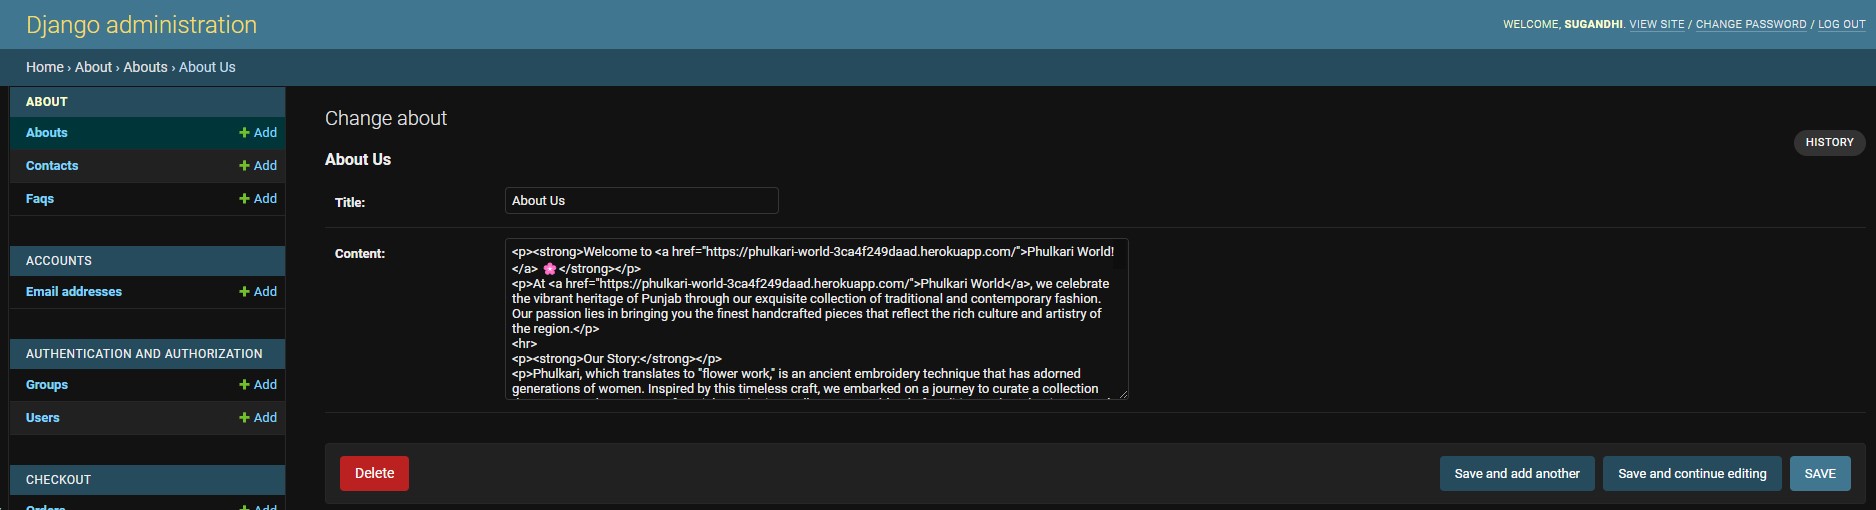 Django administration
WELCOME, SUGANDHI. VIEW SITE / CHANGE PASSWORD / LOG OUT
Home › About › Abouts › About Us
ABOUT
Abouts
+ Add
Contacts
+ Add
Faqs
+ Add
ACCOUNTS
Email addresses
+ Add
AUTHENTICATION AND AUTHORIZATION
Groups
+ Add
Users
+ Add
CHECKOUT
Orders
+ Add
Change about
HISTORY
About Us
Title:
About Us
Content:
<p><strong>Welcome to <a href="https://phulkari-world-3ca4f249daad.herokuapp.com/">Phulkari World!
</a> 🌸</strong></p>
<p>At <a href="https://phulkari-world-3ca4f249daad.herokuapp.com/">Phulkari World</a>, we celebrate
the vibrant heritage of Punjab through our exquisite collection of traditional and contemporary fashion.
Our passion lies in bringing you the finest handcrafted pieces that reflect the rich culture and artistry of
the region.</p>
<hr>
<p><strong>Our Story:</strong></p>
<p>Phulkari, which translates to "flower work," is an ancient embroidery technique that has adorned
generations of women. Inspired by this timeless craft, we embarked on a journey to curate a collection
Delete
Save and add another
Save and continue editing
SAVE